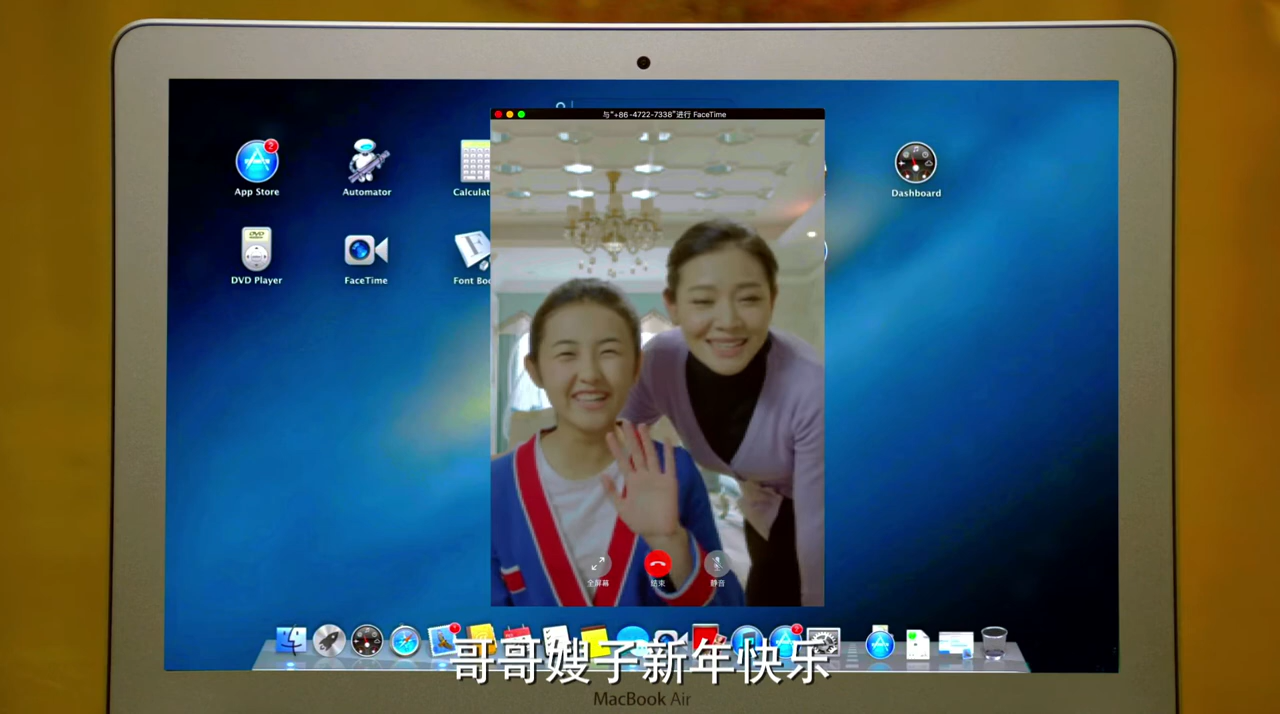 与“+86 -4722-7338”进行 FaceTime
App Store
2
Automator
Calculat
Dashboard
DVD Player
FaceTime
Font Boo
全屏幕
结束
静音
哥哥嫂子新年快乐
MacBook Air